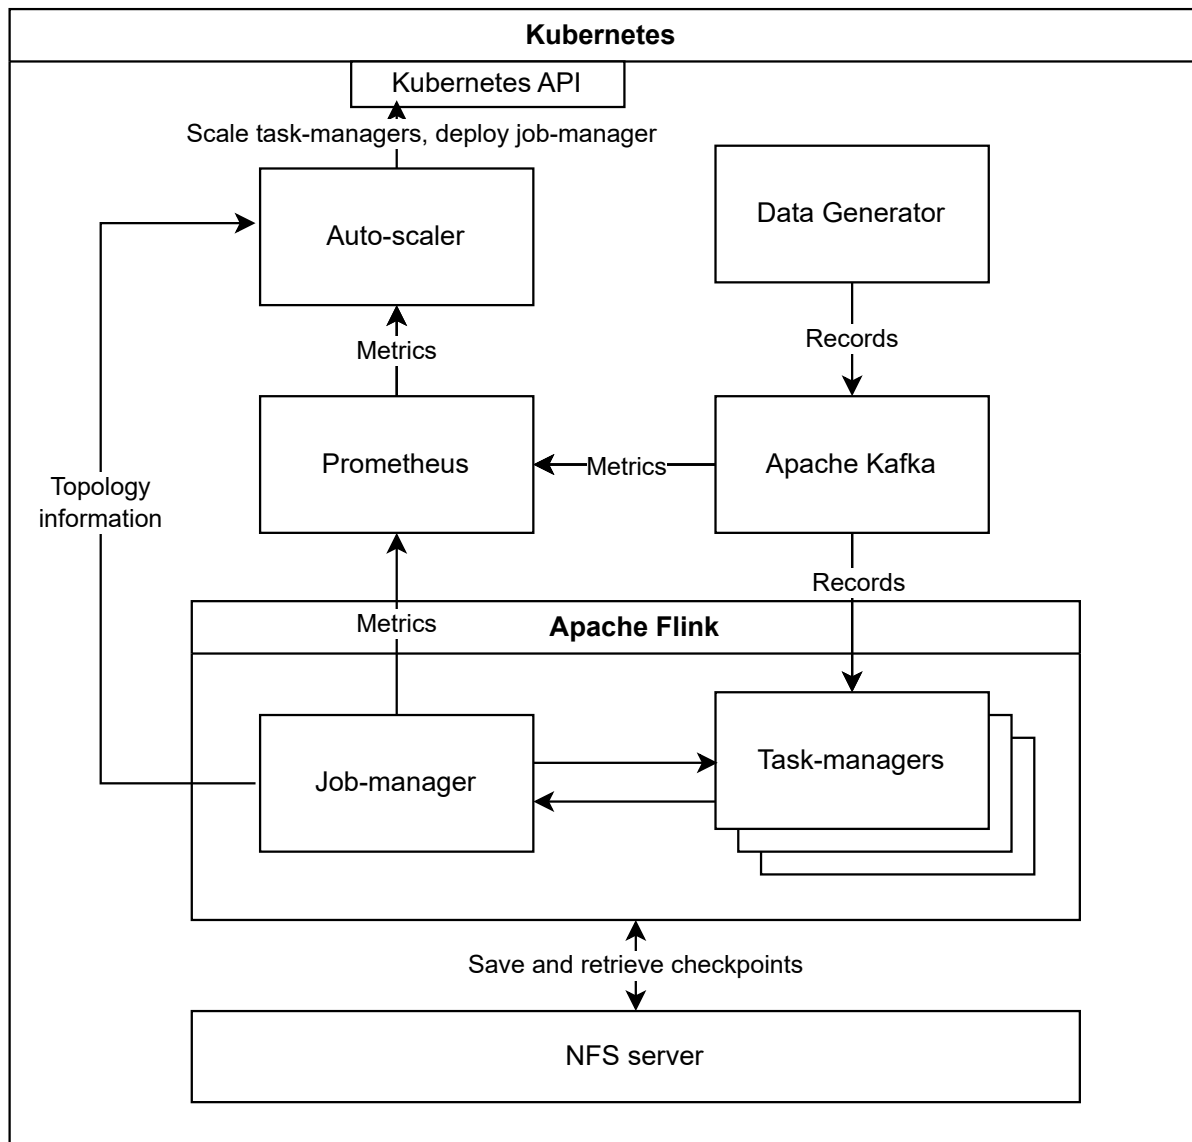 Kubernetes
Kubernetes API
Scale task-managers, deploy job-manager
Auto-scaler
Data Generator
Metrics
Records
Prometheus
Metrics
Apache Kafka
Topology
information
Records
Metrics
Apache Flink
Job-manager
Task-managers
Save and retrieve checkpoints
NFS server